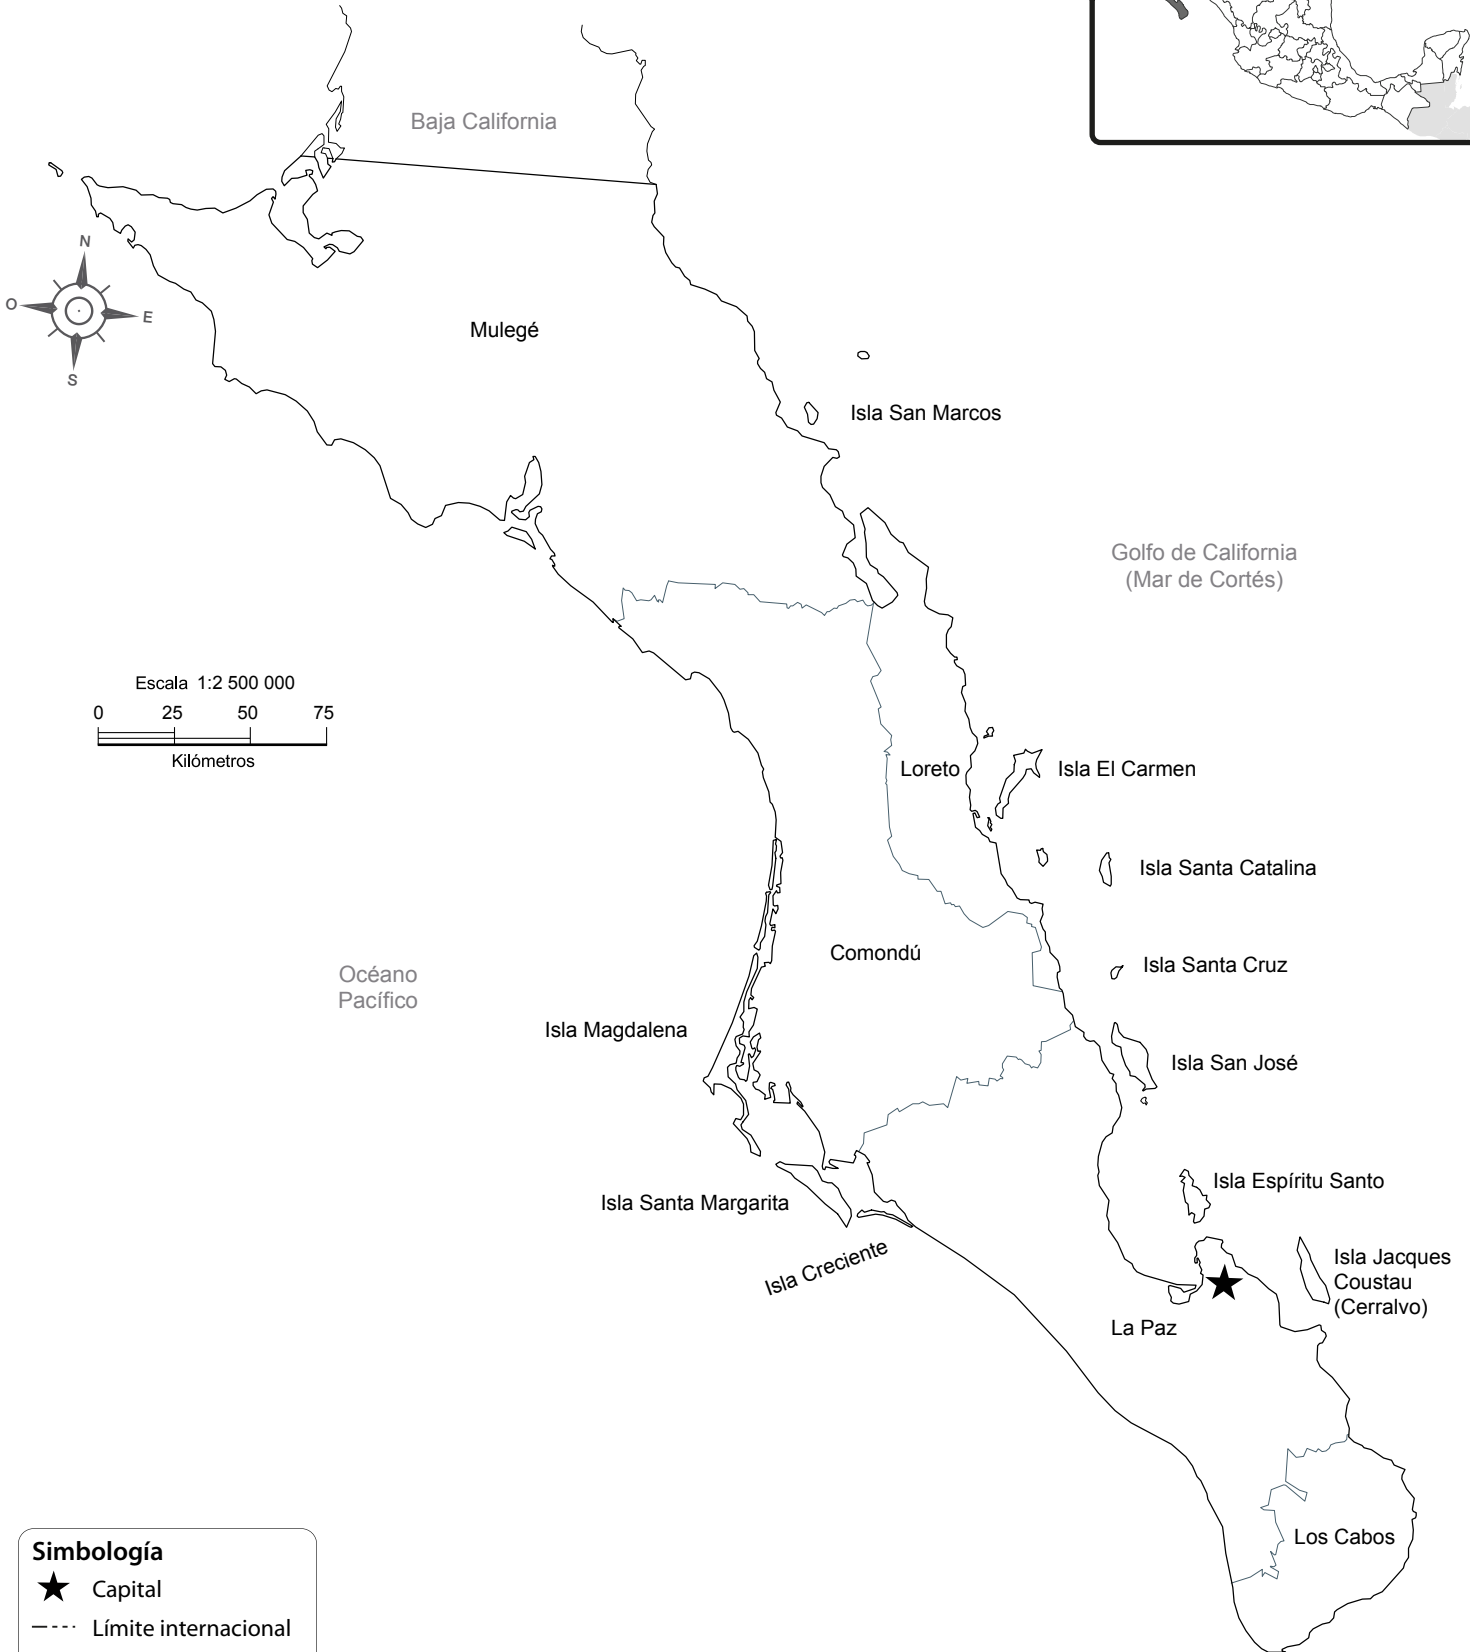 Baja California
N
O
E
S
Mulegé
Isla San Marcos
Golfo de California
(Mar de Cortés)
Escala 1:2 500 000
0 25 50 75
Kilómetros
Loreto
Isla El Carmen
Isla Santa Catalina
Comondú
Isla Santa Cruz
Océano
Pacífico
Isla Magdalena
Isla San José
Isla Espíritu Santo
Isla Santa Margarita
Isla Creciente
Isla Jacques
Coustau
(Cerralvo)
La Paz
Los Cabos
Simbología
Capital
Límite internacional